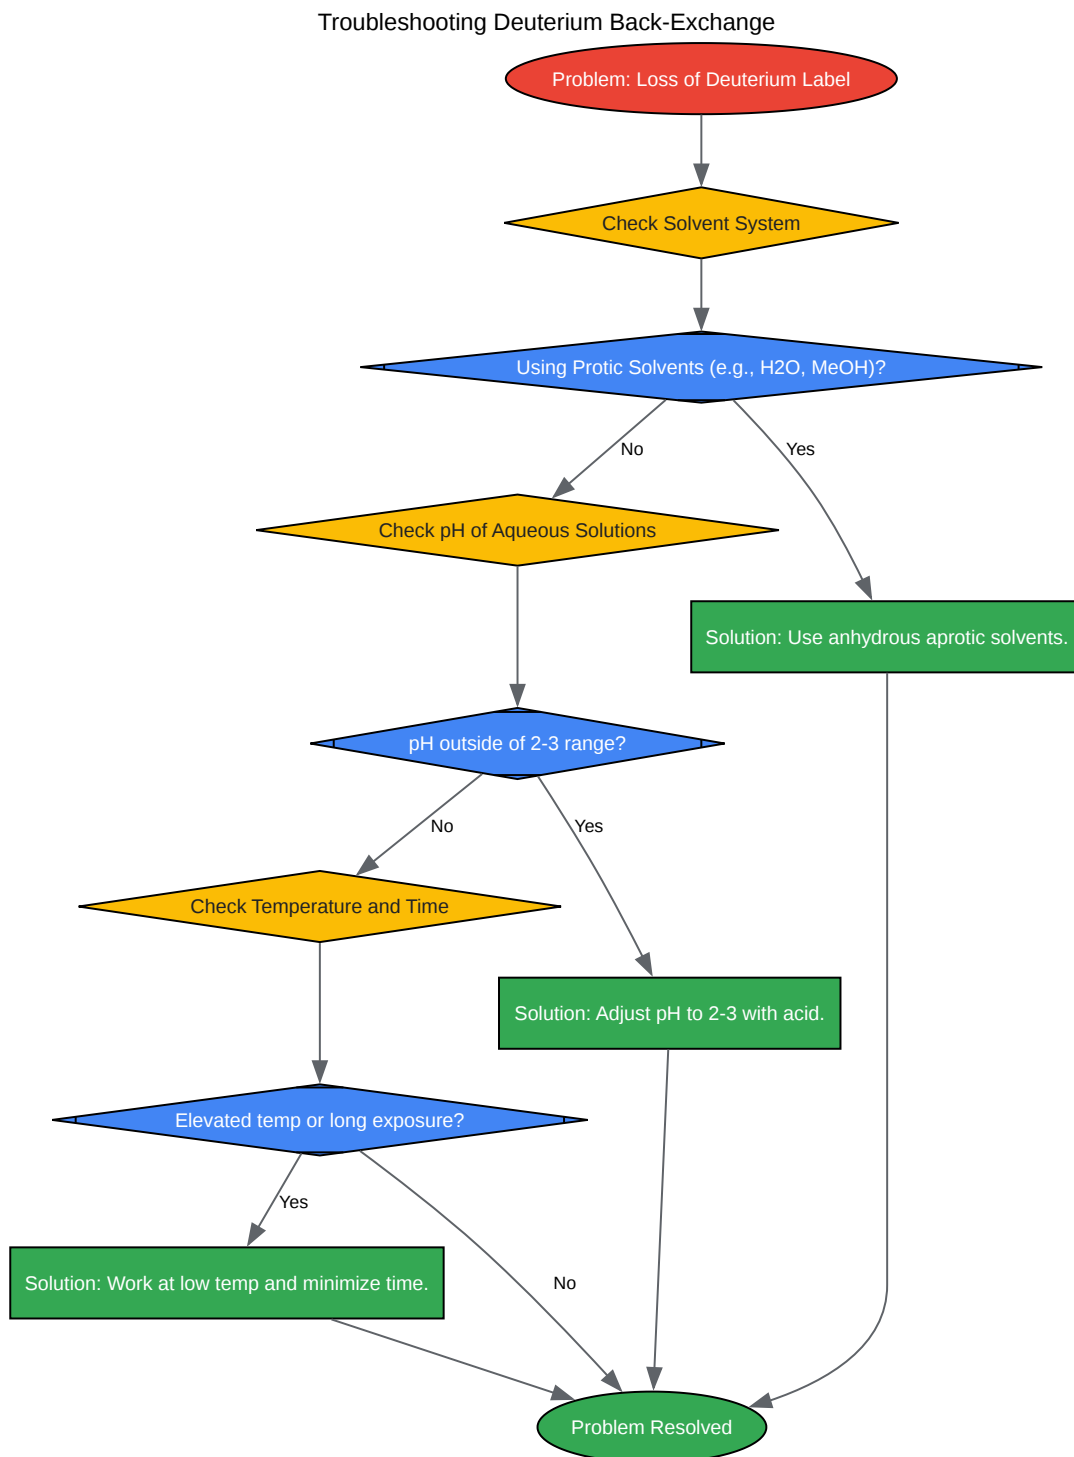 Troubleshooting Deuterium Back-Exchange
Problem: Loss of Deuterium Label
Check Solvent System
Using Protic Solvents (e.g., H2O, MeOH)?
No
Yes
Check pH of Aqueous Solutions
Solution: Use anhydrous aprotic solvents.
pH outside of 2-3 range?
No
Yes
Check Temperature and Time
Solution: Adjust pH to 2-3 with acid.
Elevated temp or long exposure?
Yes
No
Solution: Work at low temp and minimize time.
Problem Resolved